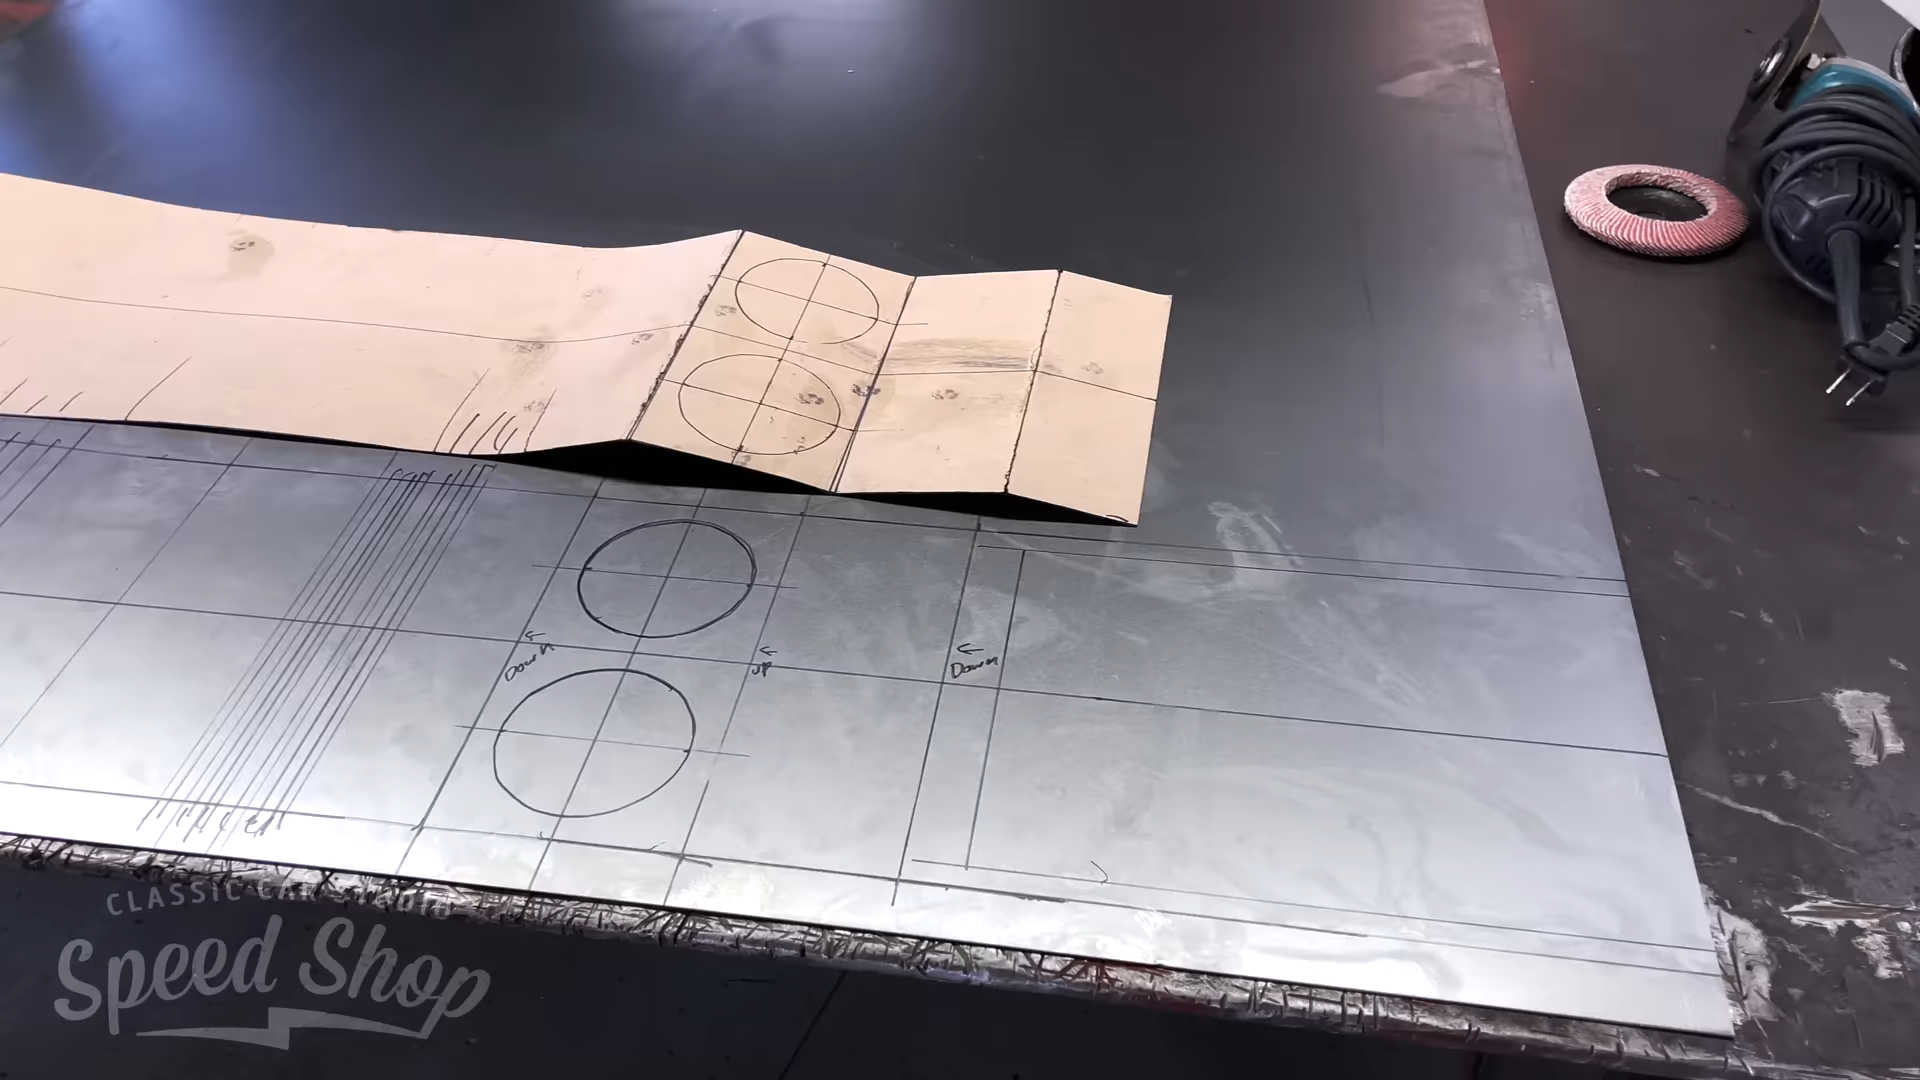 ← Down
← UP
← Down
CLASSIC CAR STUDIO
Speed Shop